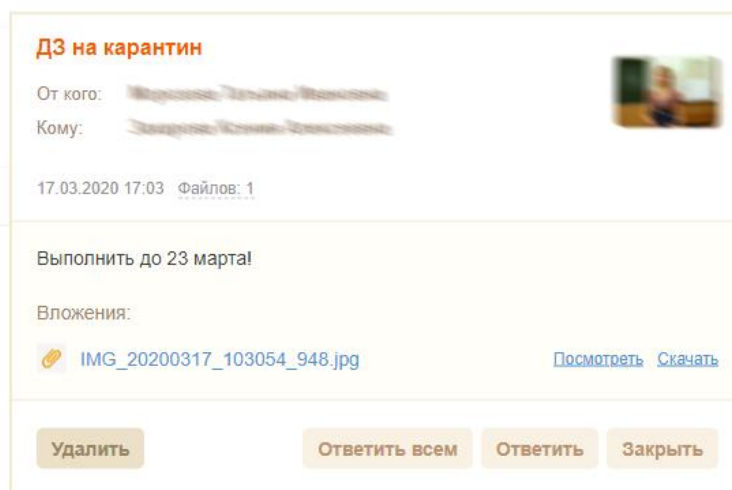 ДЗ на карантин
От кого:
Кому:
17.03.2020 17:03 Файлов: 1
Выполнить до 23 марта!
Вложения:
IMG_20200317_103054_948.jpg Посмотреть Скачать
Удалить Ответить всем Ответить Закрыть